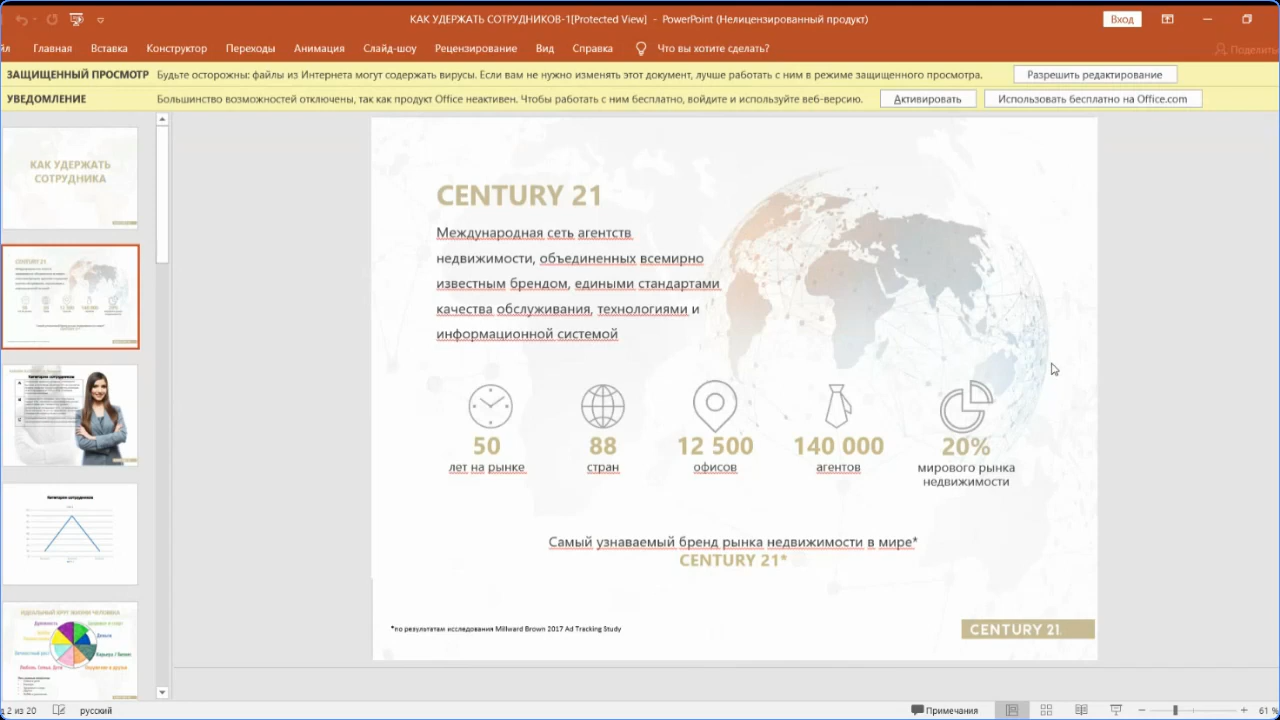 КАК УДЕРЖАТЬ СОТРУДНИКОВ-1[Protected View] - PowerPoint (Нелицензированный продукт)
Вход
Главная Вставка Конструктор Переходы Анимация Слайд-шоу Рецензирование Вид Справка Что вы хотите сделать? Поделиться
ЗАЩИЩЕННЫЙ ПРОСМОТР Будьте осторожны: файлы из Интернета могут содержать вирусы. Если вам не нужно изменять этот документ, лучше работать с ним в режиме защищенного просмотра. Разрешить редактирование
УВЕДОМЛЕНИЕ Большинство возможностей отключены, так как продукт Office неактивен. Чтобы работать с ним бесплатно, войдите и используйте веб-версию. Активировать Использовать бесплатно на Office.com
КАК УДЕРЖАТЬ
СОТРУДНИКА
Категории сотрудников
ИДЕАЛЬНЫЙ КРУГ ЖИЗНИ ЧЕЛОВЕКА
CENTURY 21
Международная сеть агентств
недвижимости, объединенных всемирно
известным брендом, едиными стандартами
качества обслуживания, технологиями и
информационной системой
50
лет на рынке
88
стран
12 500
офисов
140 000
агентов
20%
мирового рынка
недвижимости
Самый узнаваемый бренд рынка недвижимости в мире*
CENTURY 21*
*по результатам исследования Millward Brown 2017 Ad Tracking Study
CENTURY 21
2 из 20 русский Примечания 61 %